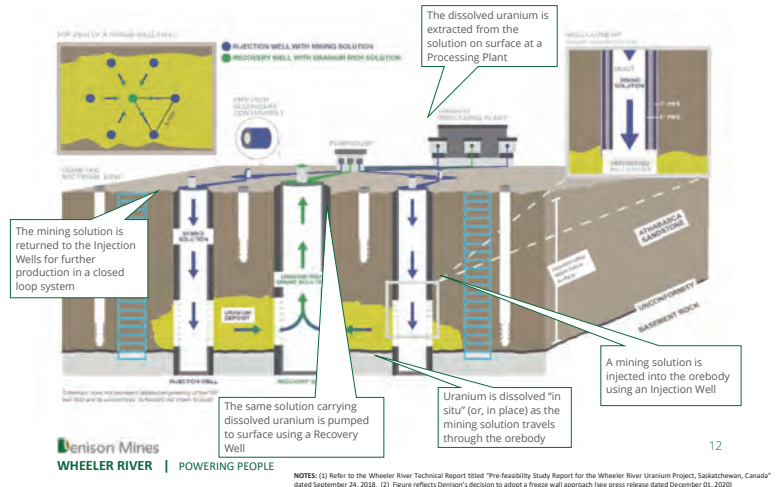 The dissolved uranium is
extracted from the
solution on surface at a
Processing Plant
INJECTION WELL WITH MINING SOLUTION
RECOVERY WELL WITH URANIUM RICH SOLUTION
MINING
SOLUTION
PUMPHOUSE
PROCESSING PLANT
The mining solution is
returned to the Injection
Wells for further
production in a closed
loop system
MINING
SOLUTION
URANIUM
DEPOSIT
ATHABASCA
SANDSTONE
UNCONFORMITY
BASEMENT ROCK
INJECTION WELL
A mining solution is
injected into the orebody
using an Injection Well
The same solution carrying
dissolved uranium is pumped
to surface using a Recovery
Well
Uranium is dissolved “in
situ” (or, in place) as the
mining solution travels
through the orebody
Denison Mines
WHEELER RIVER | POWERING PEOPLE
12
NOTES: (1) Refer to the Wheeler River Technical Report titled “Pre-feasibility Study Report for the Wheeler River Uranium Project, Saskatchewan, Canada”
dated September 24, 2018. (2) Figure reflects Denison’s decision to adopt a freeze wall approach (see press release dated December 01, 2020)